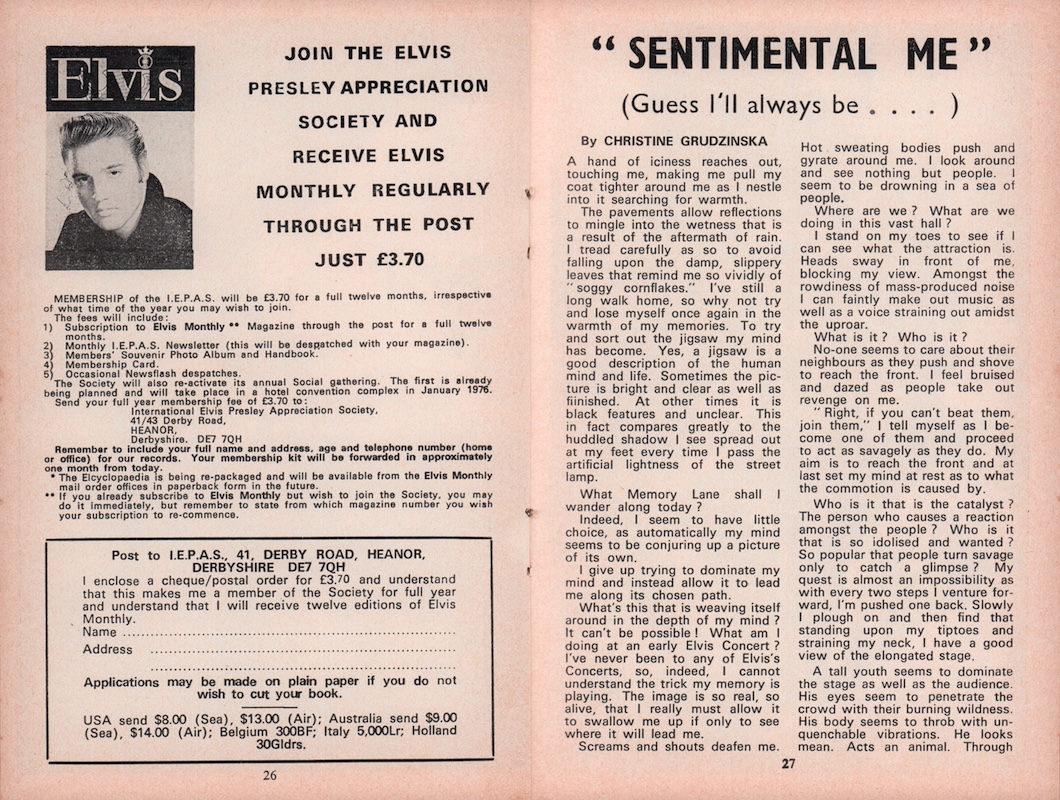 Elvis
JOIN THE ELVIS
PRESLEY APPRECIATION
SOCIETY AND
RECEIVE ELVIS
MONTHLY REGULARLY
THROUGH THE POST
JUST £3.70
MEMBERSHIP of the I.E.P.A.S. will be £3.70 for a full twelve months, irrespective
of what time of the year you may wish to join.
The fees will include:
1) Subscription to Elvis Monthly ** Magazine through the post for a full twelve
months.
2) Monthly I.E.P.A.S. Newsletter (this will be despatched with your magazine).
3) Members' Souvenir Photo Album and Handbook.
4) Membership Card.
5) Occasional Newsflash despatches.
The Society will also re-activate its annual Social gathering. The first is already
being planned and will take place in a hotel convention complex in January 1976.
Send your full year membership fee of £3.70 to:
International Elvis Presley Appreciation Society,
41/43 Derby Road,
HEANOR,
Derbyshire. DE7 7QH
Remember to include your full name and address, age and telephone number (home
or office) for our records. Your membership kit will be forwarded in approximately
one month from today.
* The Elcyclopaedia is being re-packaged and will be available from the Elvis Monthly
mail order offices in paperback form in the future.
** If you already subscribe to Elvis Monthly but wish to join the Society, you may
do it immediately, but remember to state from which magazine number you wish
your subscription to re-commence.
Post to I.E.P.A.S., 41, DERBY ROAD, HEANOR,
DERBYSHIRE DE7 7QH
I enclose a cheque/postal order for £3.70 and understand
that this makes me a member of the Society for full year
and understand that I will receive twelve editions of Elvis
Monthly.
Name ..........
Address ..........
..........
Applications may be made on plain paper if you do not
wish to cut your book.
USA send $8.00 (Sea), $13.00 (Air); Australia send $9.00
(Sea), $14.00 (Air); Belgium 300BF; Italy 5,000Lr; Holland
30Gldrs.
26
"SENTIMENTAL ME"
(Guess I'll always be . . . . )
By CHRISTINE GRUDZINSKA
A hand of iciness reaches out,
touching me, making me pull my
coat tighter around me as I nestle
into it searching for warmth.
The pavements allow reflections
to mingle into the wetness that is
a result of the aftermath of rain.
I tread carefully as so to avoid
falling upon the damp, slippery
leaves that remind me so vividly of
"soggy cornflakes." I've still a
long walk home, so why not try
and lose myself once again in the
warmth of my memories. To try
and sort out the jigsaw my mind
has become. Yes, a jigsaw is a
good description of the human
mind and life. Sometimes the pic-
ture is bright and clear as well as
fiinished. At other times it is
black features and unclear. This
in fact compares greatly to the
huddled shadow I see spread out
at my feet every time I pass the
artificial lightness of the street
lamp.
What Memory Lane shall I
wander along today?
Indeed, I seem to have little
choice, as automatically my mind
seems to be conjuring up a picture
of its own.
I give up trying to dominate my
mind and instead allow it to lead
me along its chosen path.
What's this that is weaving itself
around in the depth of my mind?
It can't be possible! What am I
doing at an early Elvis Concert?
I've never been to any of Elvis's
Concerts, so, indeed, I cannot
understand the trick my memory is
playing. The image is so real, so
alive, that I really must allow it
to swallow me up if only to see
where it will lead me.
Screams and shouts deafen me.
Hot sweating bodies push and
gyrate around me. I look around
and see nothing but people. I
seem to be drowning in a sea of
people.
Where are we? What are we
doing in this vast hall?
I stand on my toes to see if I
can see what the attraction is.
Heads sway in front of me,
blocking my view. Amongst the
rowdiness of mass-produced noise
I can faintly make out music as
well as a voice straining out amidst
the uproar.
What is it? Who is it?
No-one seems to care about their
neighbours as they push and shove
to reach the front. I feel bruised
and dazed as people take out
revenge on me.
"Right, if you can't beat them,
join them," I tell myself as I be-
come one of them and proceed
to act as savagely as they do. My
aim is to reach the front and at
last set my mind at rest as to what
the commotion is caused by.
Who is it that is the catalyst?
The person who causes a reaction
amongst the people? Who is it
that is so idolised and wanted?
So popular that people turn savage
only to catch a glimpse? My
quest is almost an impossibility as
with every two steps I venture for-
ward, I'm pushed one back. Slowly
I plough on and then find that
standing upon my tiptoes and
straining my neck, I have a good
view of the elongated stage.
A tall youth seems to dominate
the stage as well as the audience.
His eyes seem to penetrate the
crowd with their burning wildness.
His body seems to throb with un-
quenchable vibrations. He looks
mean. Acts an animal. Through
27